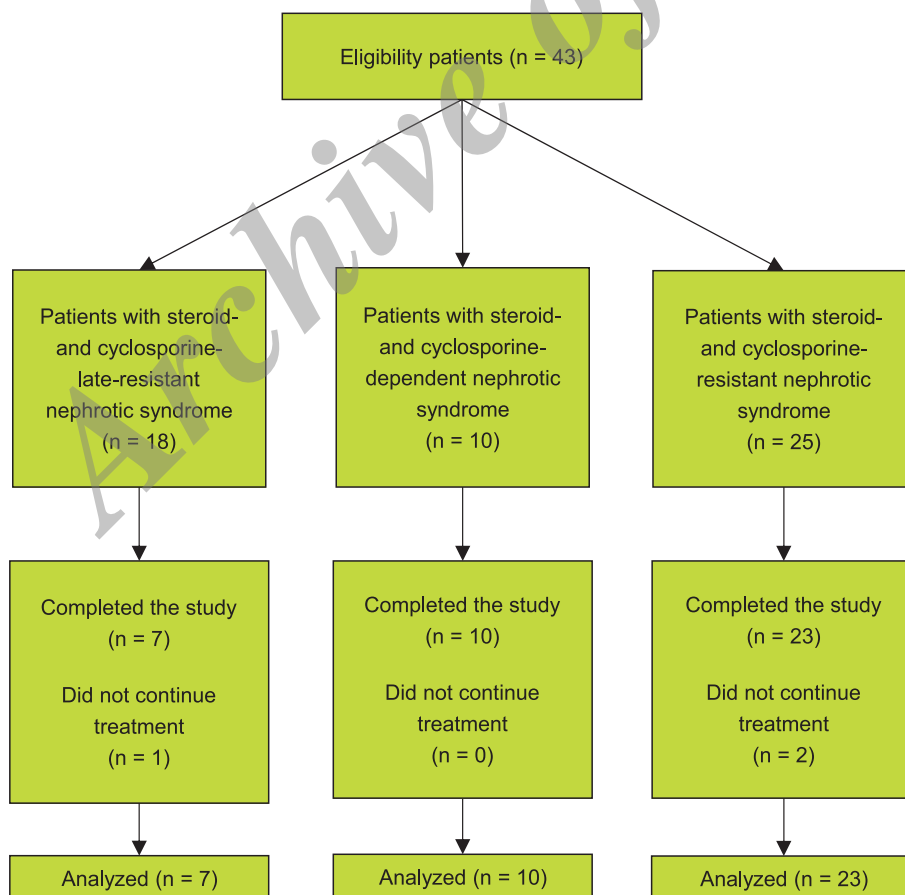 Eligibility patients (n = 43)
Patients with steroid-
and cyclosporine-
late-resistant
nephrotic syndrome
(n = 18)
Patients with steroid-
and cyclosporine-
dependent nephrotic
syndrome
(n = 10)
Patients with steroid-
and cyclosporine-
resistant nephrotic
syndrome
(n = 25)
Completed the study
(n = 7)
Did not continue
treatment
(n = 1)
Completed the study
(n = 10)
Did not continue
treatment
(n = 0)
Completed the study
(n = 23)
Did not continue
treatment
(n = 2)
Analyzed (n = 7)
Analyzed (n = 10)
Analyzed (n = 23)
Archive of